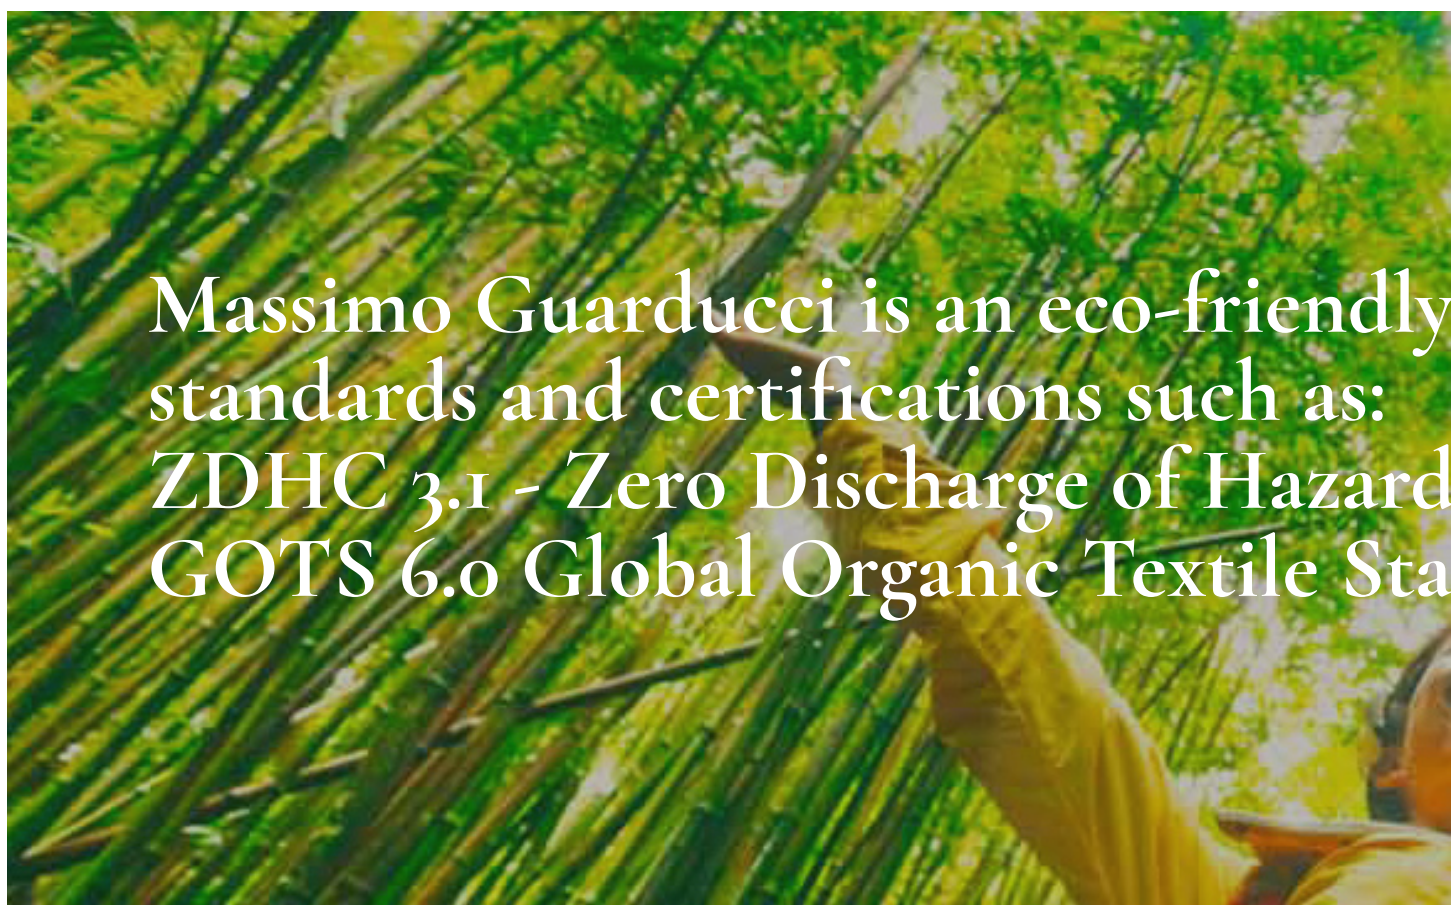 Massimo Guarducci is an eco-friendly
standards and certifications such as:
ZDHC 3.1 - Zero Discharge of Hazard
GOTS 6.0 Global Organic Textile Sta